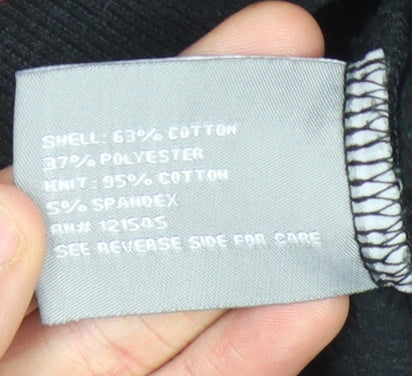 SHELL: 63% COTTON
37% POLYESTER
KNIT: 95% COTTON
5% SPANDEX
RN# 121545
SEE REVERSE SIDE FOR CARE